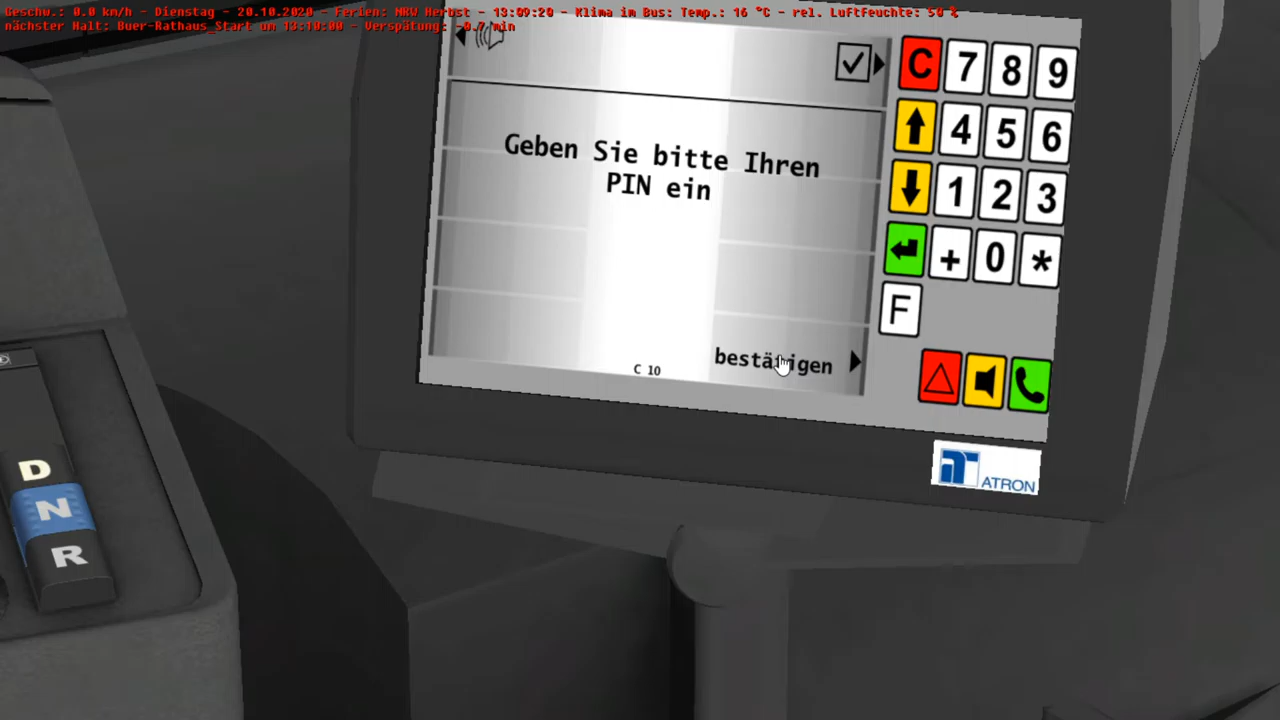 Geschw.: 0.0 km/h - Dienstag - 20.10.2020 - Ferien: NRW Herbst - 13:09:20 - Klima im Bus: Temp.: 16 °C - rel. Luftfeuchte: 50 %
nächster Halt: Buer-Rathaus_Start um 13:10:00 - Verspätung: -0.7 min
C 7 8 9
Geben Sie bitte Ihren
PIN ein
4 5 6
1 2 3
+ 0 *
F
bestätigen
C 10
ATRON
D
N
R